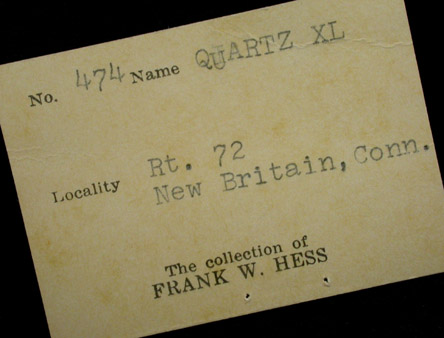 No. 474 Name QUARTZ XL
Locality Rt. 72
New Britain, Conn.
The collection of
FRANK W. HESS